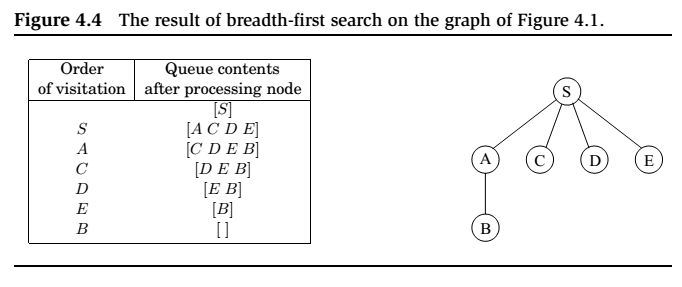 Figure 4.4 The result of breadth-first search on the graph of Figure 4.1.
Order Queue contents
of visitation after processing node
[S]
S [A C D E]
A [C D E B]
C [D E B]
D [E B]
E [B]
B [ ]
S
A C D E
B